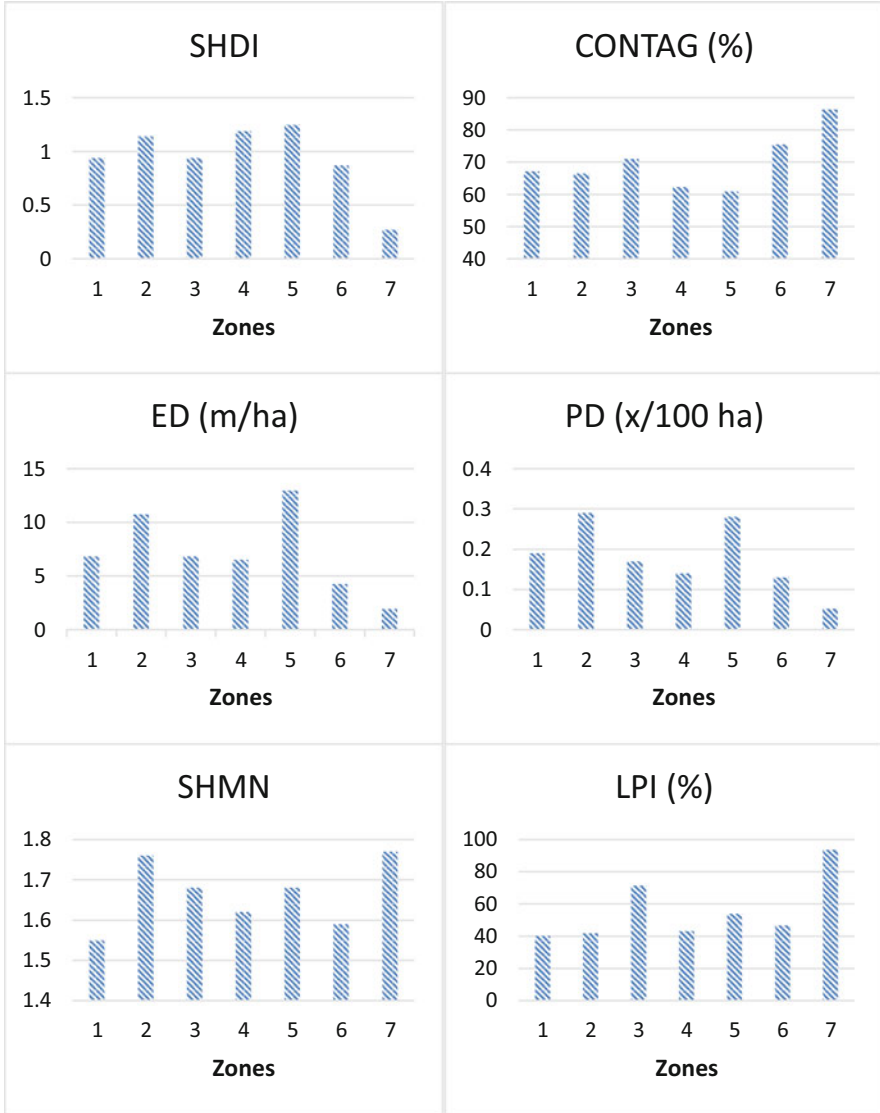 SHDI
1.5
1
0.5
0
1 2 3 4 5 6 7
Zones
CONTAG (%)
90
80
70
60
50
40
1 2 3 4 5 6 7
Zones
ED (m/ha)
15
10
5
0
1 2 3 4 5 6 7
Zones
PD (x/100 ha)
0.4
0.3
0.2
0.1
0
1 2 3 4 5 6 7
Zones
SHMN
1.8
1.7
1.6
1.5
1.4
1 2 3 4 5 6 7
Zones
LPI (%)
100
80
60
40
20
0
1 2 3 4 5 6 7
Zones